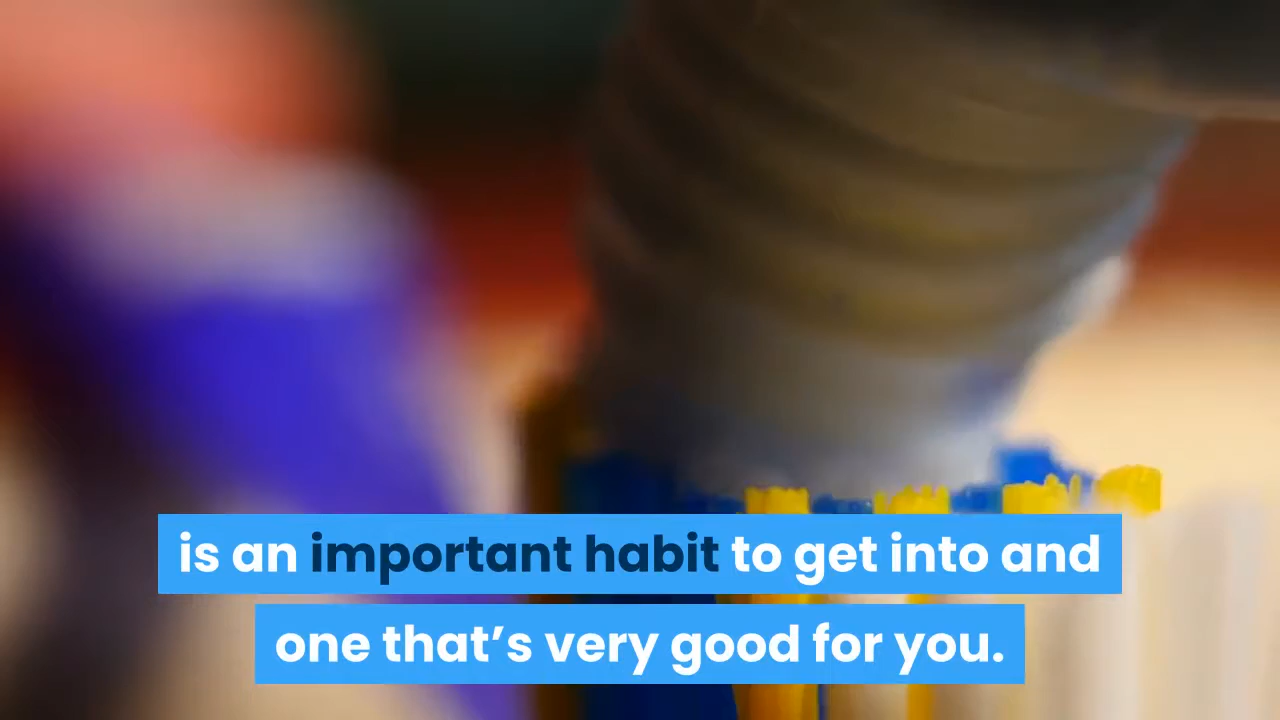 is an important habit to get into and
one that’s very good for you.